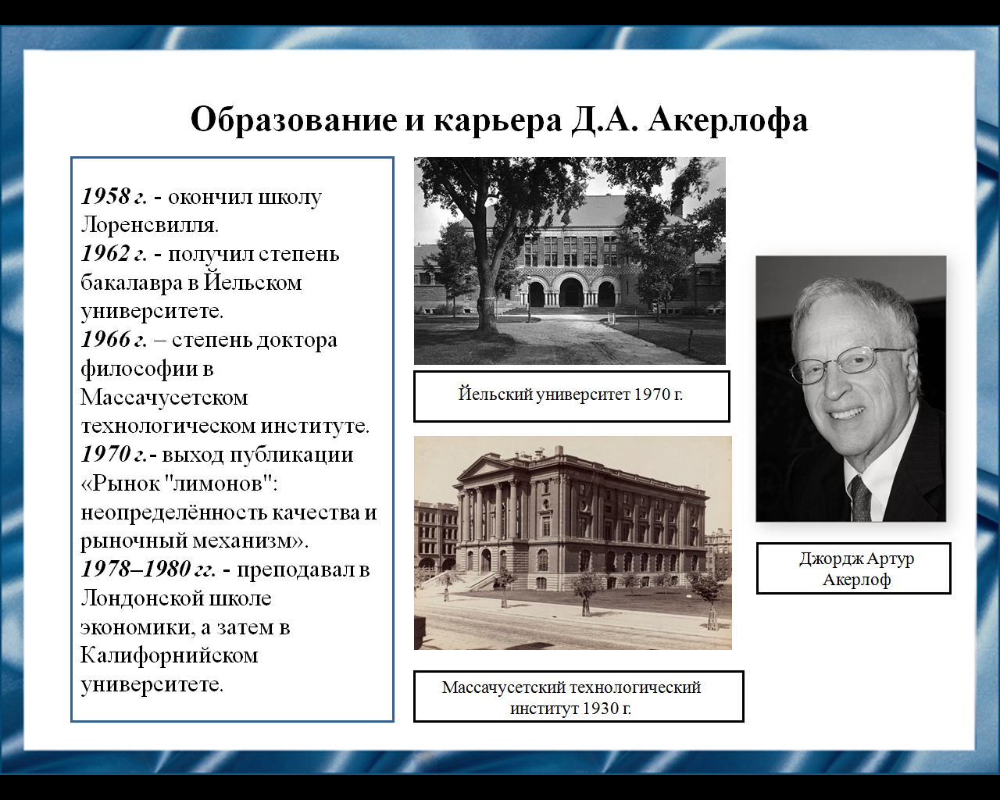 Образование и карьера Д.А. Акерлофа
1958 г. - окончил школу
Лоренсвилля.
1962 г. - получил степень
бакалавра в Йельском
университете.
1966 г. – степень доктора
философии в
Массачусетском
технологическом институте.
1970 г.- выход публикации
«Рынок "лимонов":
неопределённость качества и
рыночный механизм».
1978–1980 гг. - преподавал в
Лондонской школе
экономики, а затем в
Калифорнийском
университете.
Йельский университет 1970 г.
Массачусетский технологический
институт 1930 г.
Джордж Артур
Акерлоф